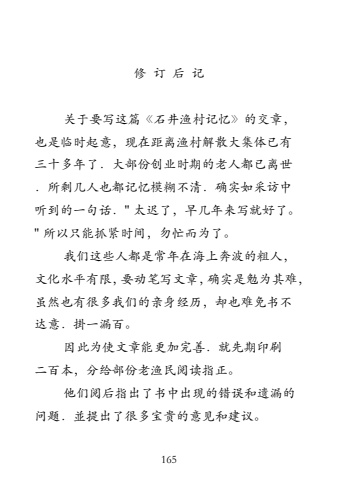 修 订 后 记
关于要写这篇《石井渔村记忆》的交章，
也是临时起意，现在距离渔村解散大集体已有
三十多年了．大部份创业时期的老人都已离世
．所剩几人也都记忆模糊不清．确实如采访中
听到的一句话．"太迟了，早几年来写就好了。
"所以只能抓紧时间，勿忙而为了。
我们这些人都是常年在海上奔波的粗人，
文化水平有限，要动笔写文章，确实是勉为其难，
虽然也有很多我们的亲身经历，却也难免书不
达意．掛一漏百。
因此为使文章能更加完善．就先期印刷
二百本，分给部份老渔民阅读指正。
他们阅后指出了书中出现的错误和遗漏的
问题．並提出了很多宝贵的意见和建议。
165